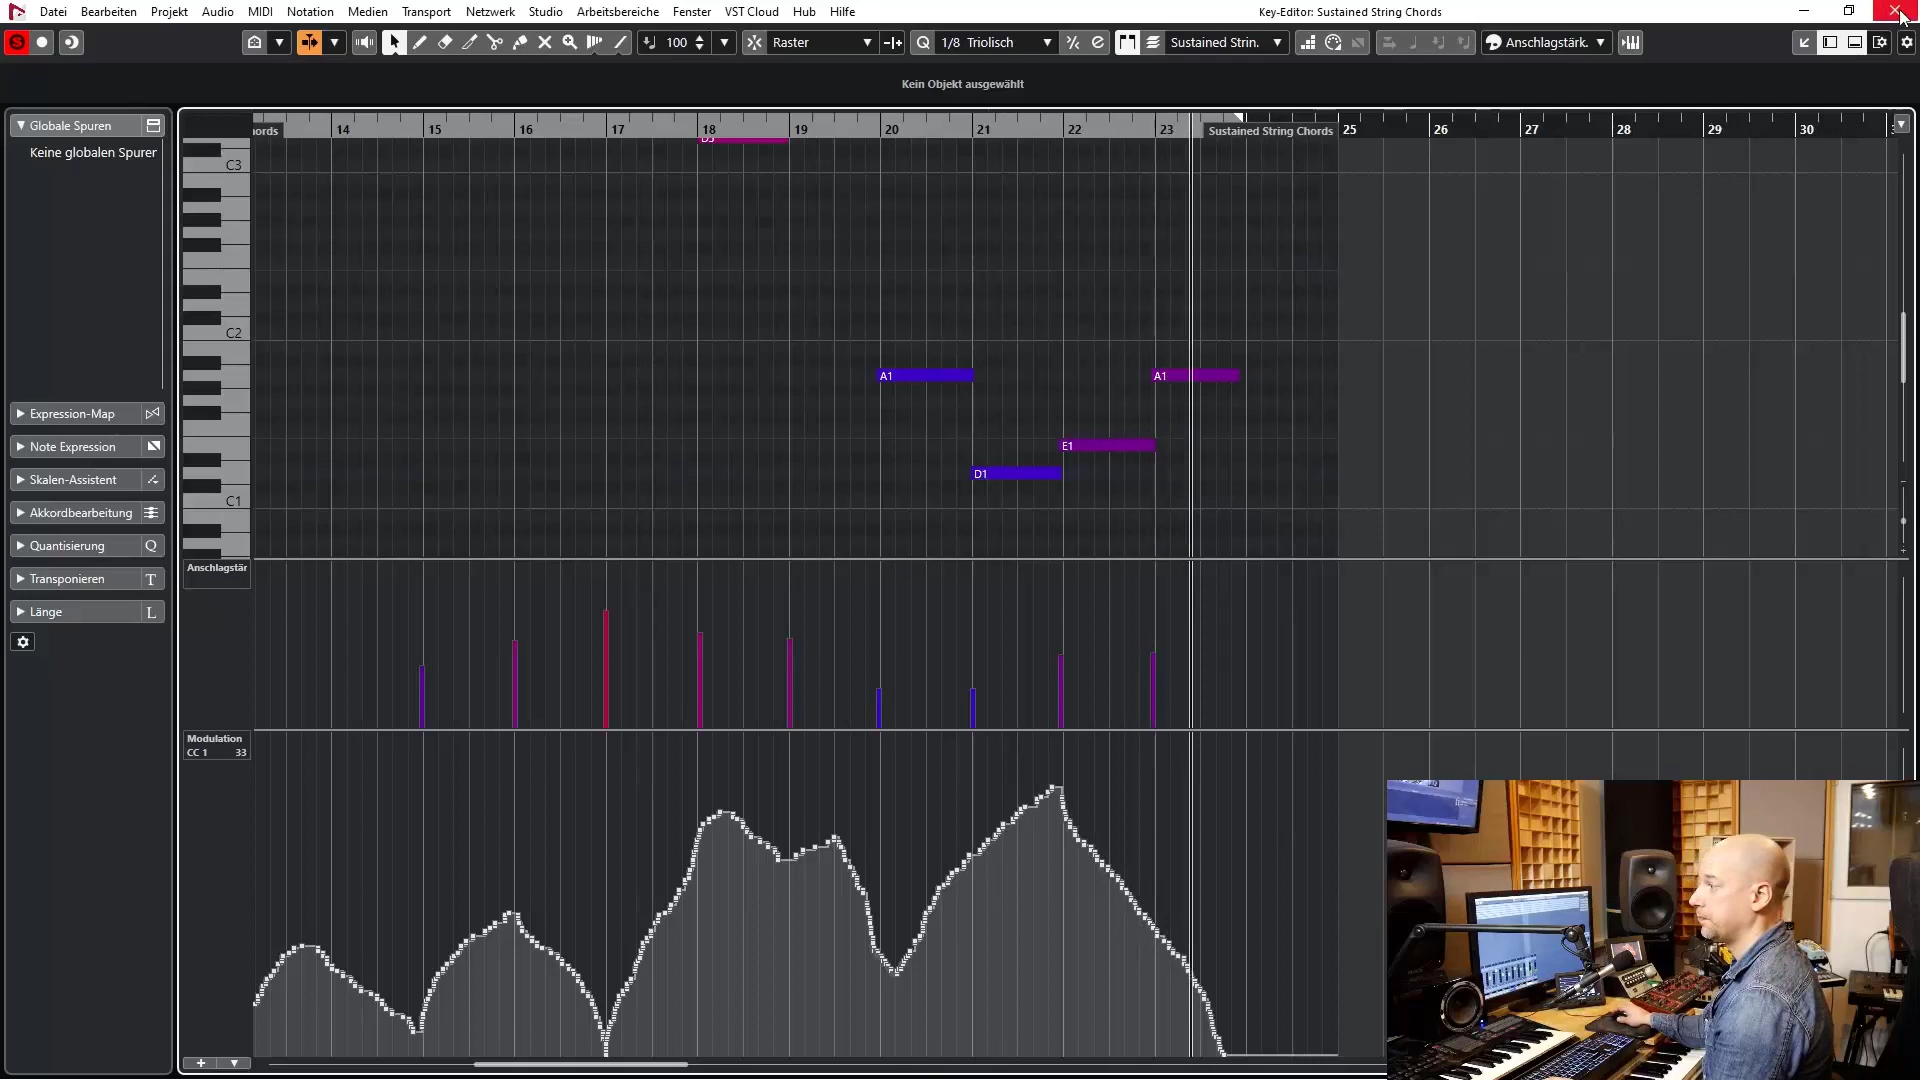 Datei Bearbeiten Projekt Audio MIDI Notation Medien Transport Netzwerk Studio Arbeitsbereiche Fenster VST Cloud Hub Hilfe Key-Editor: Sustained String Chords
S 100 Raster Q 1/8 Triolisch Sustained Strin. Anschlagstärk.
Kein Objekt ausgewählt
Globale Spuren
Keine globalen Spuren
Expression-Map
Note Expression
Skalen-Assistent
Akkordbearbeitung
Quantisierung Q
Transponieren T
Länge L
ords 14 15 16 17 18 19 20 21 22 23 Sustained String Chords 25 26 27 28 29 30
D3
C3
C2
A1 A1
E1
D1
C1
Anschlagstär
Modulation
CC 1 33